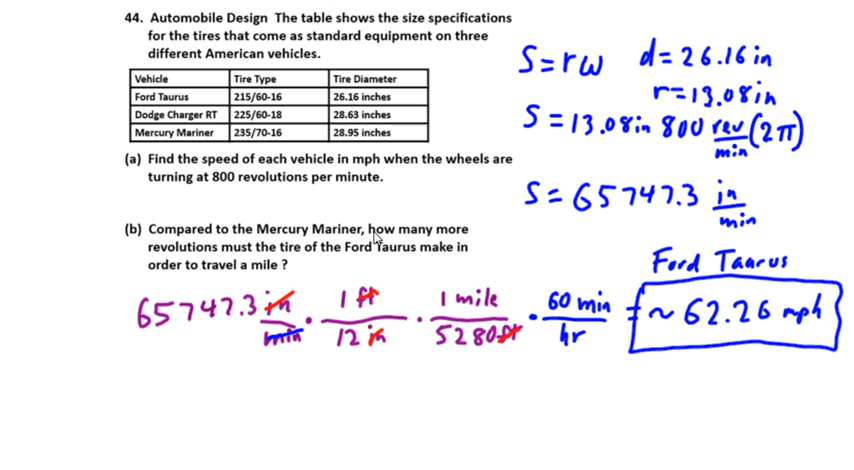 44. Automobile Design The table shows the size specifications
for the tires that come as standard equipment on three
different American vehicles.
Vehicle Tire Type Tire Diameter
Ford Taurus 215/60-16 26.16 inches
Dodge Charger RT 225/60-18 28.63 inches
Mercury Mariner 235/70-16 28.95 inches
(a) Find the speed of each vehicle in mph when the wheels are
turning at 800 revolutions per minute.
(b) Compared to the Mercury Mariner, how many more
revolutions must the tire of the Ford Taurus make in
order to travel a mile ?
S = rω d = 26.16 in
r = 13.08 in
S = 13.08 in 800 rev/min (2π)
S = 65747.3 in/min
Ford Taurus
65747.3 in/min · 1 ft/12 in · 1 mile/5280 ft · 60 min/hr = ~ 62.26 mph